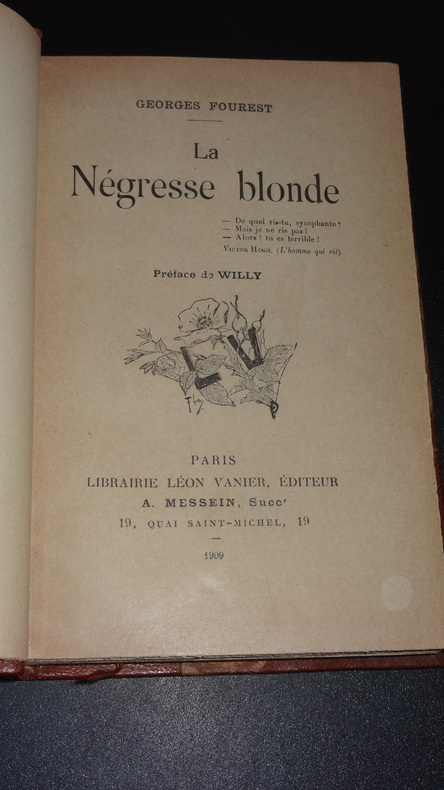 GEORGES FOUREST
La
Négresse blonde
— De quoi ris-tu, sycophante ?
— Mais je ne ris pas !
— Alors ! tu es terrible !
VICTOR HUGO. (L'homme qui rit).
Préface de WILLY
L V
PARIS
LIBRAIRIE LÉON VANIER, ÉDITEUR
A. MESSEIN, Succʳ
19, QUAI SAINT-MICHEL, 19
1909